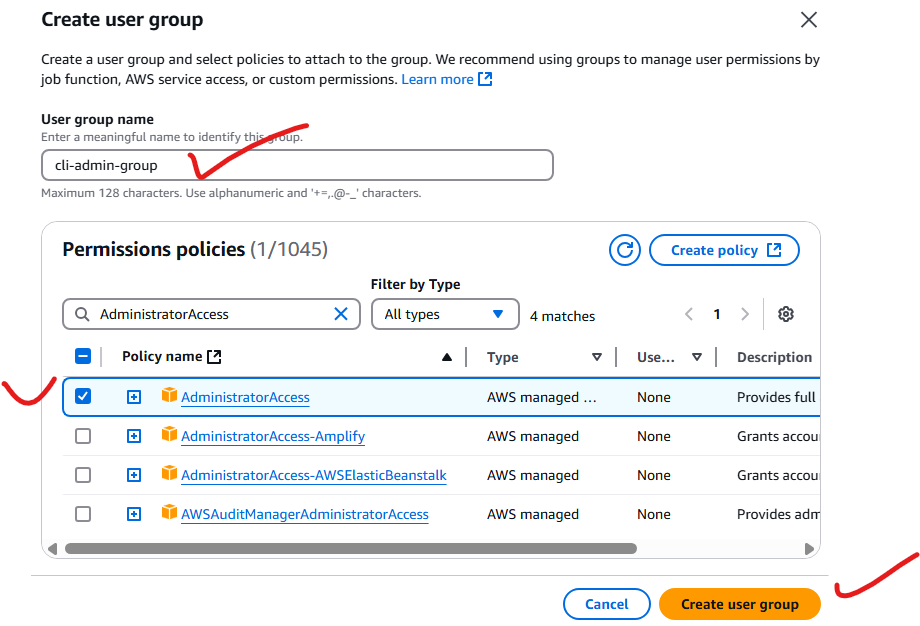 Create user group
Create a user group and select policies to attach to the group. We recommend using groups to manage user permissions by
job function, AWS service access, or custom permissions. Learn more
User group name
Enter a meaningful name to identify this group.
cli-admin-group
Maximum 128 characters. Use alphanumeric and '+=,.@-_' characters.
Permissions policies (1/1045)
Create policy
Filter by Type
AdministratorAccess
All types
4 matches
1
Policy name
Type
Use...
Description
AdministratorAccess
AWS managed ...
None
Provides full
AdministratorAccess-Amplify
AWS managed
None
Grants accou
AdministratorAccess-AWSElasticBeanstalk
AWS managed
None
Grants accou
AWSAuditManagerAdministratorAccess
AWS managed
None
Provides adm
Cancel
Create user group